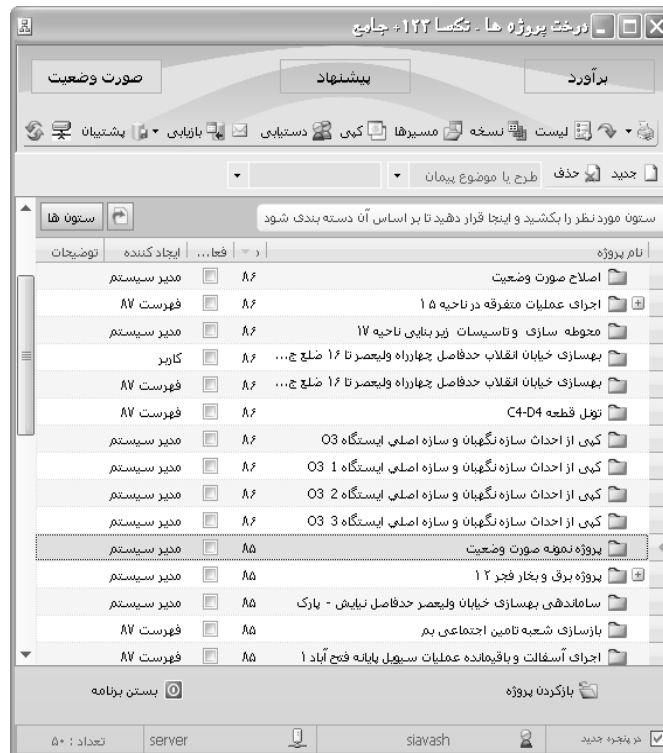 درخت پروژه ها - تکسا ۱۲۳+ جامع
برآورد پیشنهاد صورت وضعیت
لیست نسخه مسیرها کپی دستیابی بازیابی پشتیبان
جدید حذف طرح یا موضوع پیمان
ستون مورد نظر را بکشید و اینجا قرار دهید تا بر اساس آن دسته بندی شود ستون ها
نام پروژه د فعا... ایجاد کننده توضیحات
اصلاح صورت وضعیت ۸۶ مدیر سیستم
اجرای عملیات متفرقه در ناحیه ۱۵ ۸۶ فهرست ۸۷
محوطه سازی و تاسیسات زیر بنایی ناحیه ۱۷ ۸۶ مدیر سیستم
بهسازی خیابان انقلاب حدفاصل چهارراه ولیعصر تا ۱۶ ضلع ج... ۸۶ کاربر
بهسازی خیابان انقلاب حدفاصل چهارراه ولیعصر تا ۱۶ ضلع ج... ۸۶ فهرست ۸۷
تونل قطعه C4-D4 ۸۶ فهرست ۸۷
کپی از احداث سازه نگهبان و سازه اصلی ایستگاه O3 ۸۶ مدیر سیستم
کپی از احداث سازه نگهبان و سازه اصلی ایستگاه O3 1 ۸۶ مدیر سیستم
کپی از احداث سازه نگهبان و سازه اصلی ایستگاه O3 2 ۸۶ مدیر سیستم
کپی از احداث سازه نگهبان و سازه اصلی ایستگاه O3 3 ۸۶ مدیر سیستم
پروژه نمونه صورت وضعیت ۸۵ مدیر سیستم
پروژه برق و بخار فجر ۱۲ ۸۵ مدیر سیستم
ساماندهی بهسازی خیابان ولیعصر حدفاصل نیایش - پارک ۸۵ مدیر سیستم
بازسازی شعبه تامین اجتماعی بم ۸۵ فهرست ۸۷
اجرای آسفالت و باقیمانده عملیات سیویل پایانه فتح آباد ۱ ۸۵ فهرست ۸۷
بازکردن پروژه بستن برنامه
در پنجره جدید siavash server تعداد : ۵۰